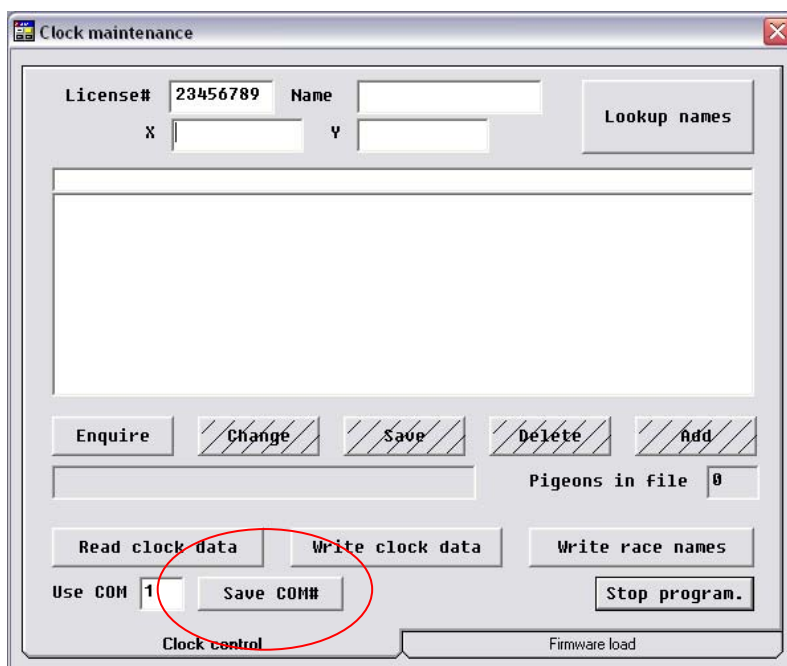 Clock maintenance
License# 23456789 Name
Lookup names
X Y
Enquire Change Save Delete Add
Pigeons in file 0
Read clock data Write clock data Write race names
Use COM 1 Save COM# Stop program.
Clock control Firmware load